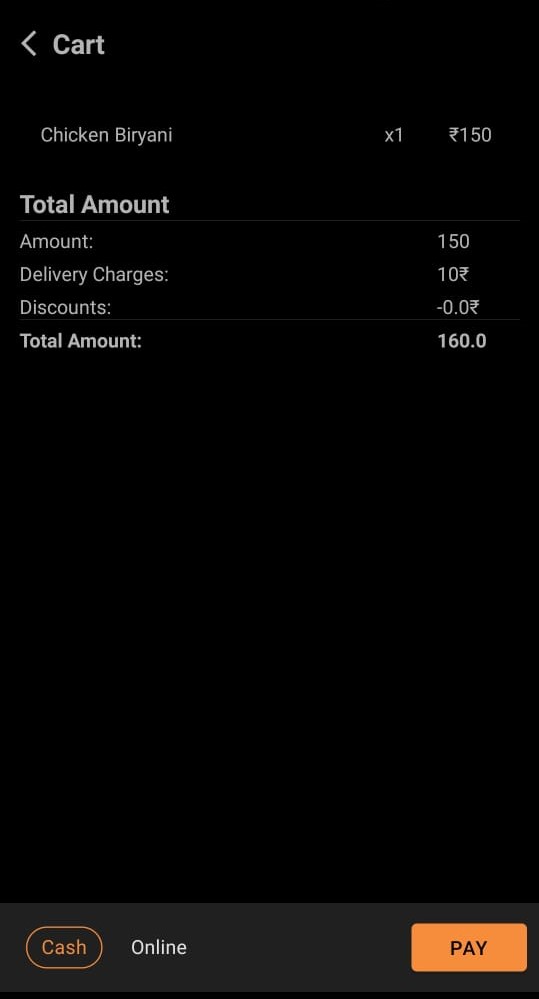 Cart
Chicken Biryani x1 ₹150
Total Amount
Amount: 150
Delivery Charges: 10₹
Discounts: -0.0₹
Total Amount: 160.0
Cash Online PAY